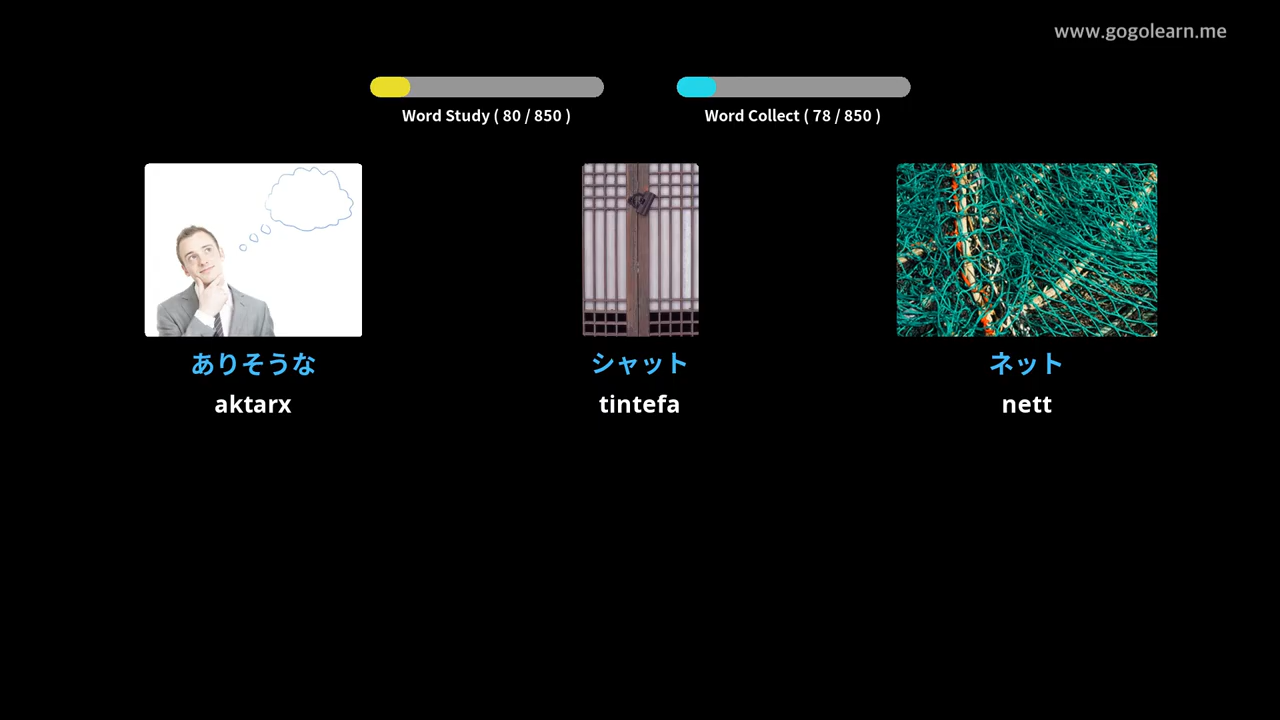 www.gogolearn.me
Word Study ( 80 / 850 )
Word Collect ( 78 / 850 )
ありそうな
シャット
ネット
aktarx
tintefa
nett